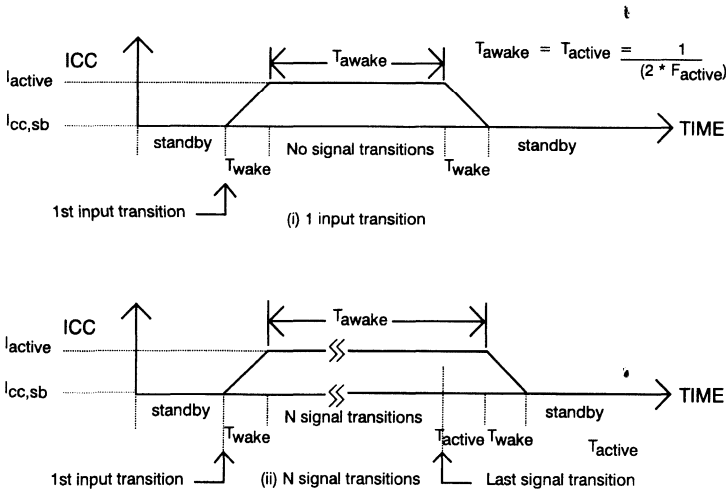 ICC
Tawake
Tawake = Tactive = 1 / (2 * Factive)
Iactive
Icc,sb
TIME
standby
Twake
No signal transitions
Twake
standby
1st input transition
(i) 1 input transition
ICC
Tawake
Iactive
Icc,sb
TIME
standby
Twake
N signal transitions
Tactive
Twake
standby
Tactive
1st input transition
(ii) N signal transitions
Last signal transition